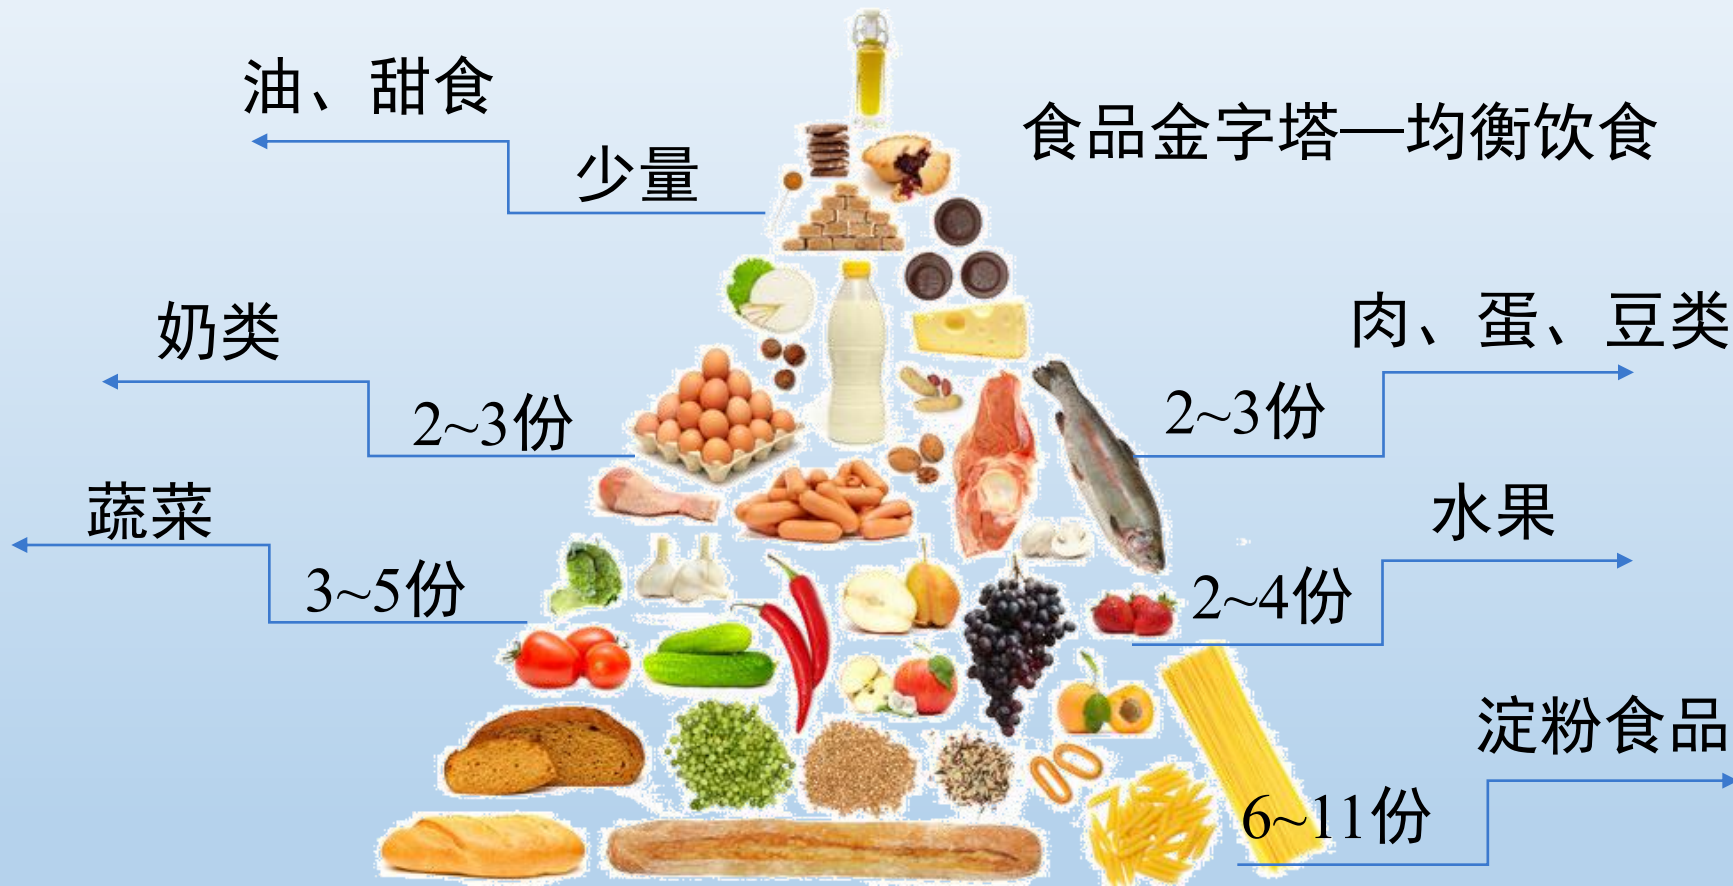 油、甜食
食品金字塔—均衡饮食
少量
奶类
肉、蛋、豆类
2~3份
2~3份
蔬菜
水果
3~5份
2~4份
淀粉食品
6~11份